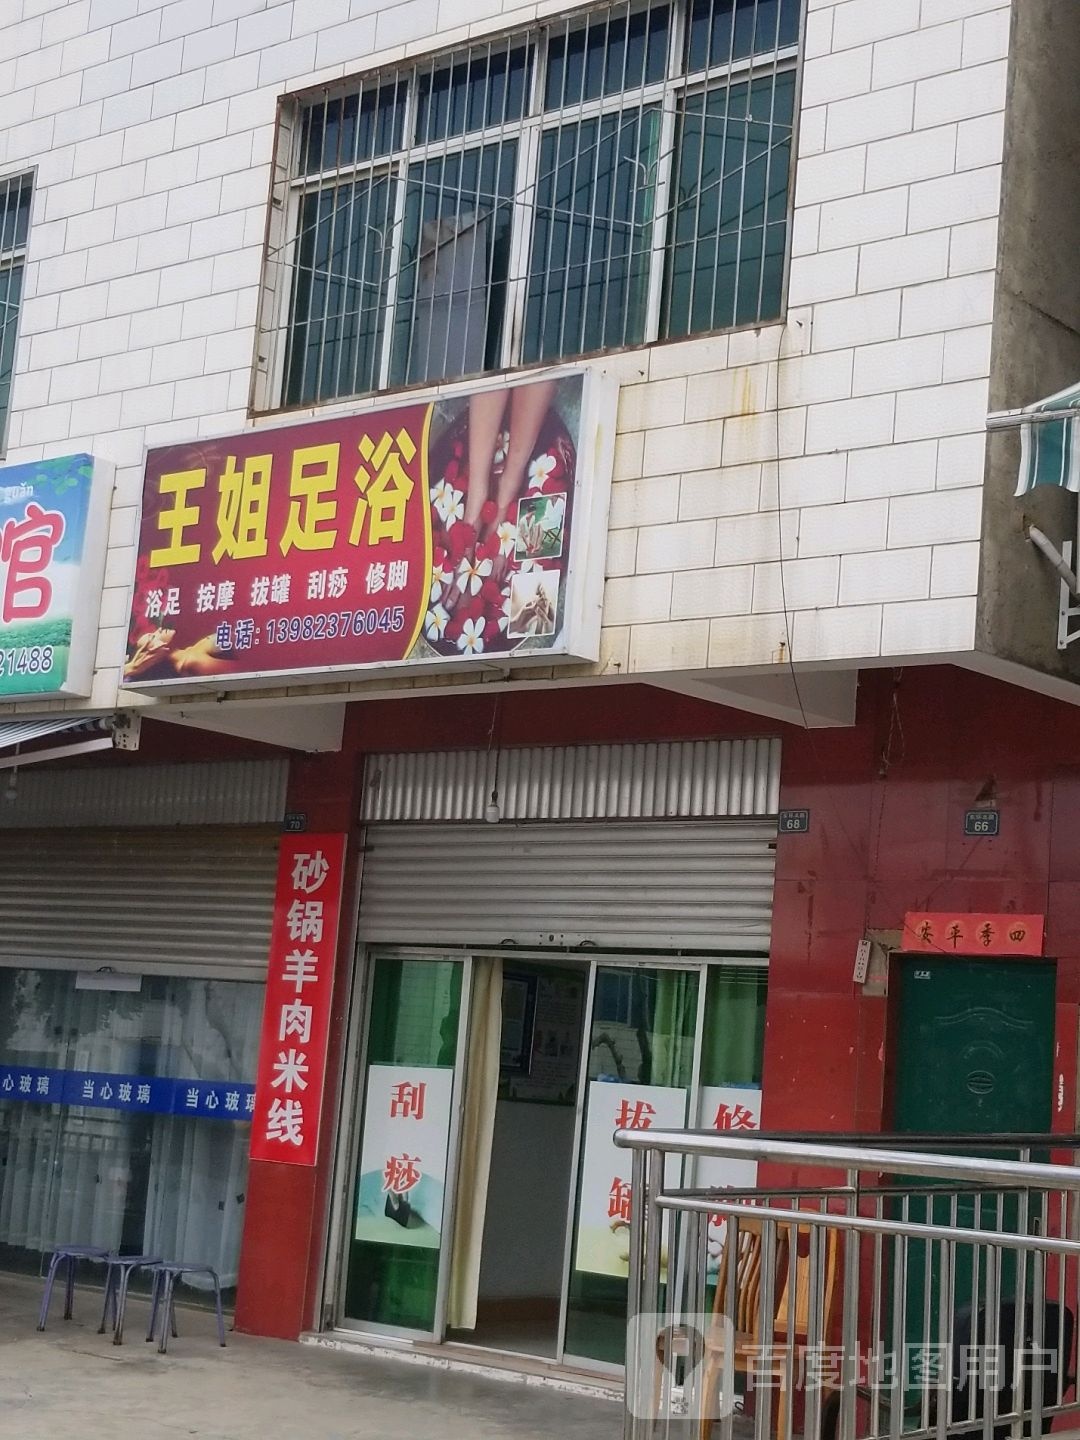 guǎn
官
21488
王姐足浴
浴足 按摩 拔罐 刮痧 修脚
电话：13982376045
70
68
66
砂锅羊肉米线
四季平安
心玻璃 当心玻璃 当心玻璃
刮痧
拔罐
修
百度地图用户